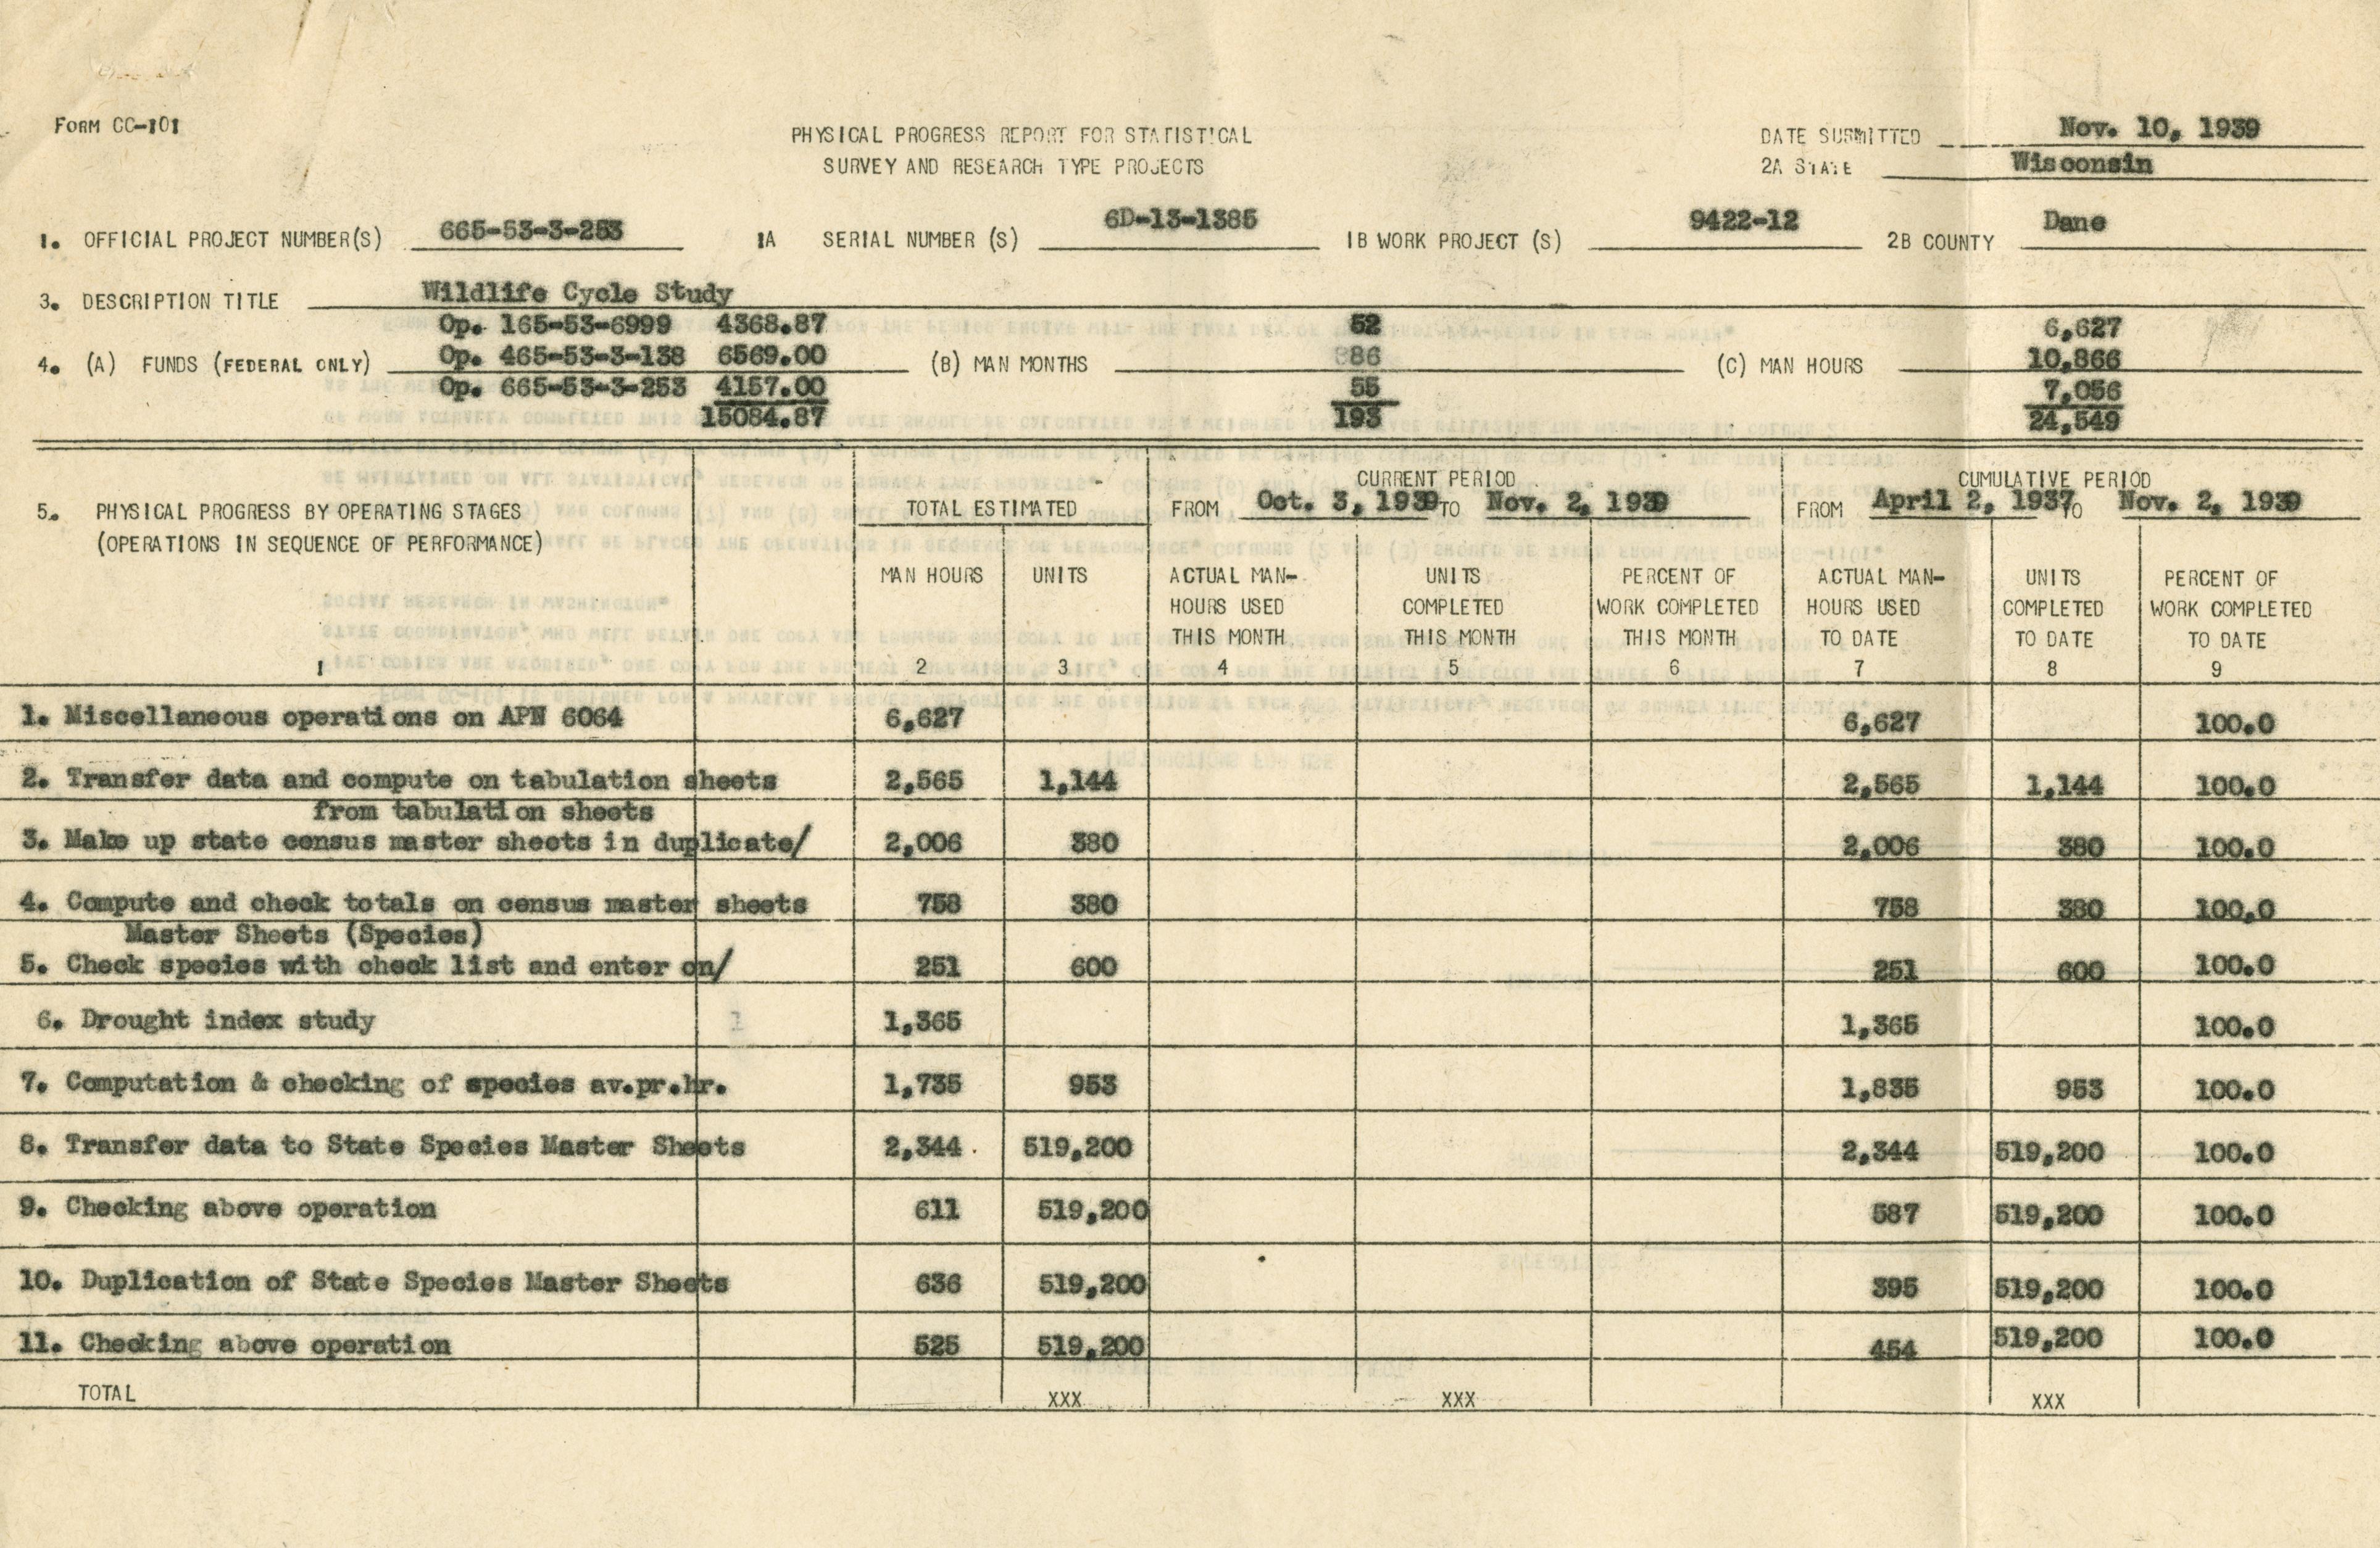 FORM CC-101
PHYSICAL PROGRESS REPORT FOR STATISTICAL
SURVEY AND RESEARCH TYPE PROJECTS
DATE SUBMITTED Nov. 10, 1939
2A STATE Wisconsin
1. OFFICIAL PROJECT NUMBER(S) 665-53-3-253 1A SERIAL NUMBER (S) 6D-13-1385 1B WORK PROJECT (S) 9422-12 2B COUNTY Dane
3. DESCRIPTION TITLE Wildlife Cycle Study
Op. 165-53-6999 4368.87 52 6,627
4. (A) FUNDS (FEDERAL ONLY) Op. 465-53-3-138 6569.00 (B) MAN MONTHS 86 (C) MAN HOURS 10,866
Op. 665-53-3-253 4157.00 55 7,056
15084.87 193 24,549
5. PHYSICAL PROGRESS BY OPERATING STAGES
(OPERATIONS IN SEQUENCE OF PERFORMANCE)
TOTAL ESTIMATED
CURRENT PERIOD
FROM Oct. 3, 1939 TO Nov. 2, 1939
CUMULATIVE PERIOD
FROM April 2, 1937 TO Nov. 2, 1939
MAN HOURS UNITS ACTUAL MAN- UNITS PERCENT OF ACTUAL MAN- UNITS PERCENT OF
HOURS USED COMPLETED WORK COMPLETED HOURS USED COMPLETED WORK COMPLETED
THIS MONTH THIS MONTH THIS MONTH TO DATE TO DATE TO DATE
1 2 3 4 5 6 7 8 9
1. Miscellaneous operations on APN 6064 6,627 6,627 100.0
2. Transfer data and compute on tabulation sheets 2,565 1,144 2,565 1,144 100.0
from tabulation sheets
3. Make up state census master sheets in duplicate/ 2,006 380 2,006 380 100.0
4. Compute and check totals on census master sheets 758 380 758 380 100.0
Master Sheets (Species)
5. Check species with check list and enter on/ 251 600 251 600 100.0
6. Drought index study 1 1,365 1,365 100.0
7. Computation & checking of species av.pr.hr. 1,735 953 1,835 953 100.0
8. Transfer data to State Species Master Sheets 2,344 519,200 2,344 519,200 100.0
9. Checking above operation 611 519,200 587 519,200 100.0
10. Duplication of State Species Master Sheets 636 519,200 395 519,200 100.0
11. Checking above operation 525 519,200 454 519,200 100.0
TOTAL XXX XXX XXX